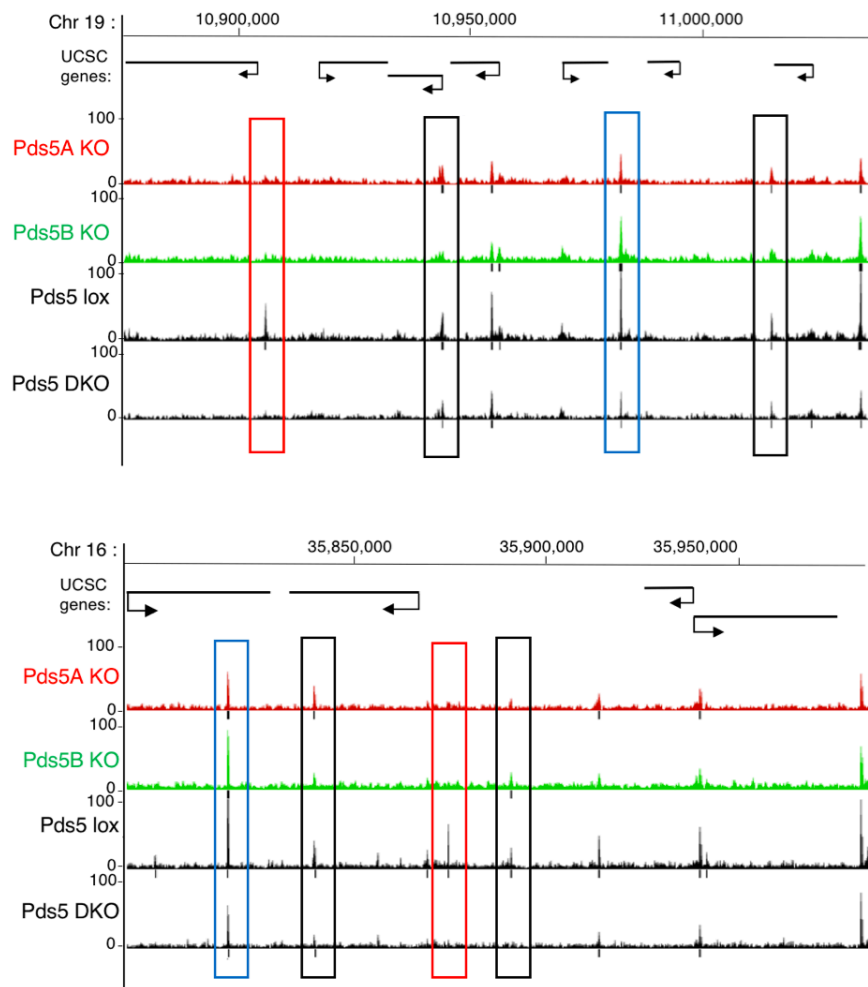 Chr 19 : 10,900,000 10,950,000 11,000,000
UCSC
genes:
100
Pds5A KO
0
100
Pds5B KO
0
100
Pds5 lox
0
100
Pds5 DKO
0
Chr 16 : 35,850,000 35,900,000 35,950,000
UCSC
genes:
100
Pds5A KO
0
100
Pds5B KO
0
100
Pds5 lox
0
100
Pds5 DKO
0